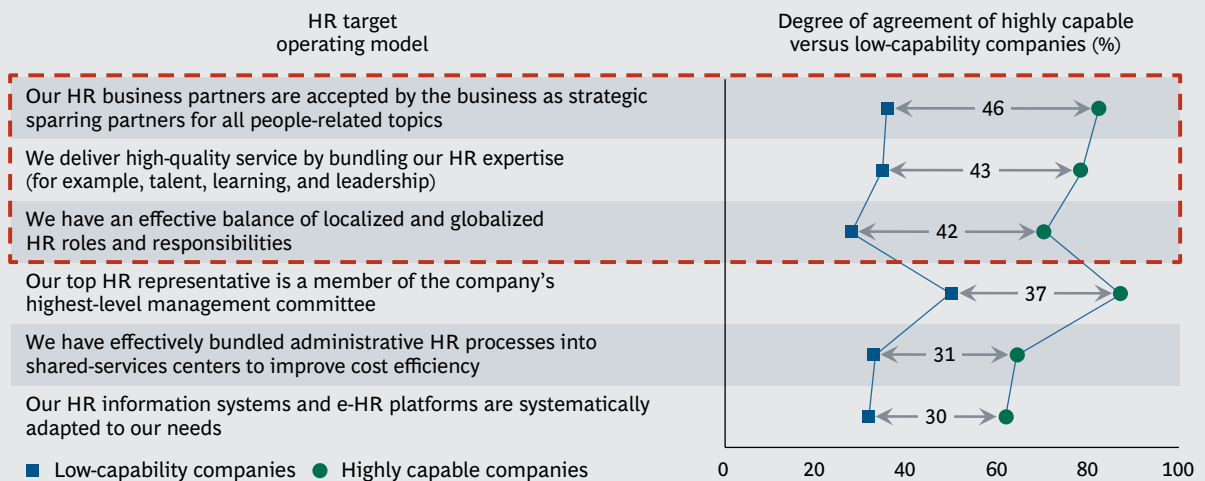 HR target
operating model
Degree of agreement of highly capable
versus low-capability companies (%)
Our HR business partners are accepted by the business as strategic
sparring partners for all people-related topics
46
We deliver high-quality service by bundling our HR expertise
(for example, talent, learning, and leadership)
43
We have an effective balance of localized and globalized
HR roles and responsibilities
42
Our top HR representative is a member of the company’s
highest-level management committee
37
We have effectively bundled administrative HR processes into
shared-services centers to improve cost efficiency
31
Our HR information systems and e-HR platforms are systematically
adapted to our needs
30
Low-capability companies Highly capable companies
0 20 40 60 80 100